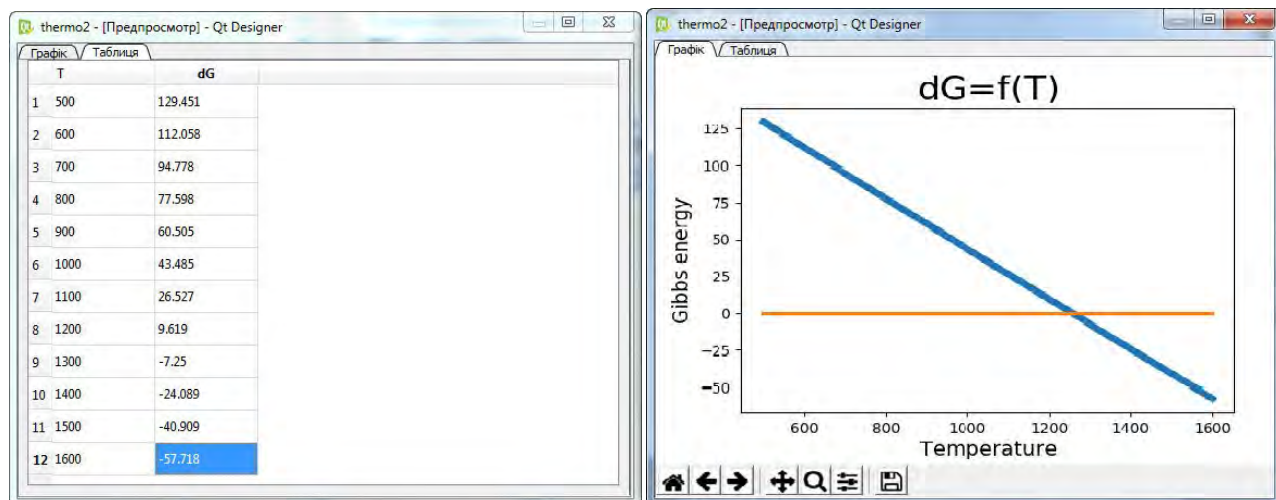 thermo2 - [Предпросмотр] - Qt Designer
Графік Таблиця
T dG
1 500 129.451
2 600 112.058
3 700 94.778
4 800 77.598
5 900 60.505
6 1000 43.485
7 1100 26.527
8 1200 9.619
9 1300 -7.25
10 1400 -24.089
11 1500 -40.909
12 1600 -57.718
thermo2 - [Предпросмотр] - Qt Designer
Графік Таблиця
dG=f(T)
125
100
75
50
25
0
−25
−50
Gibbs energy
600 800 1000 1200 1400 1600
Temperature